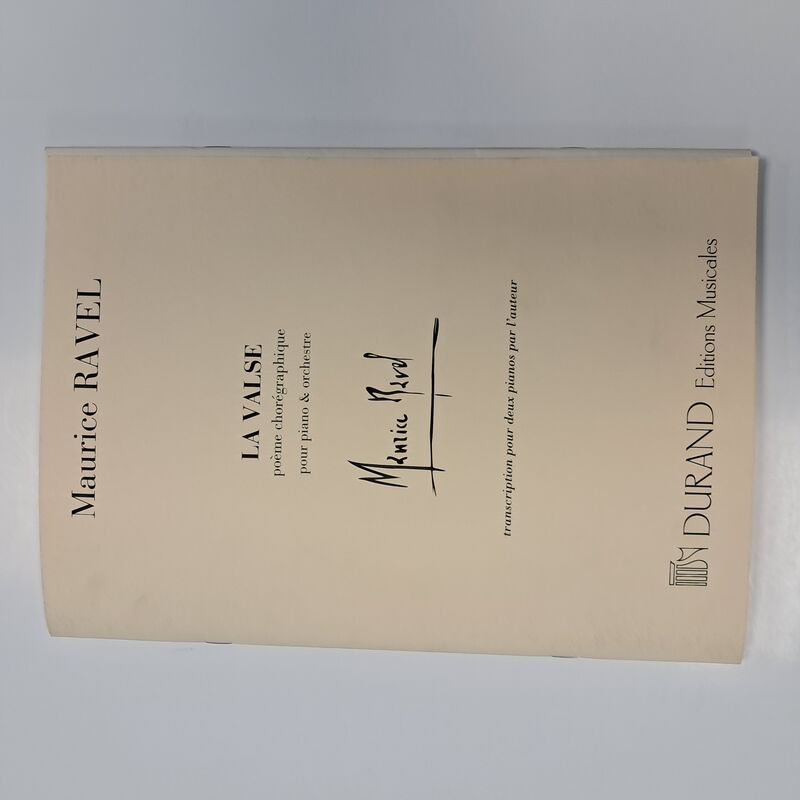 Maurice RAVEL
LA VALSE
poème chorégraphique
pour piano & orchestre
Maurice Ravel
transcription pour deux pianos par l'auteur
DURAND Editions Musicales